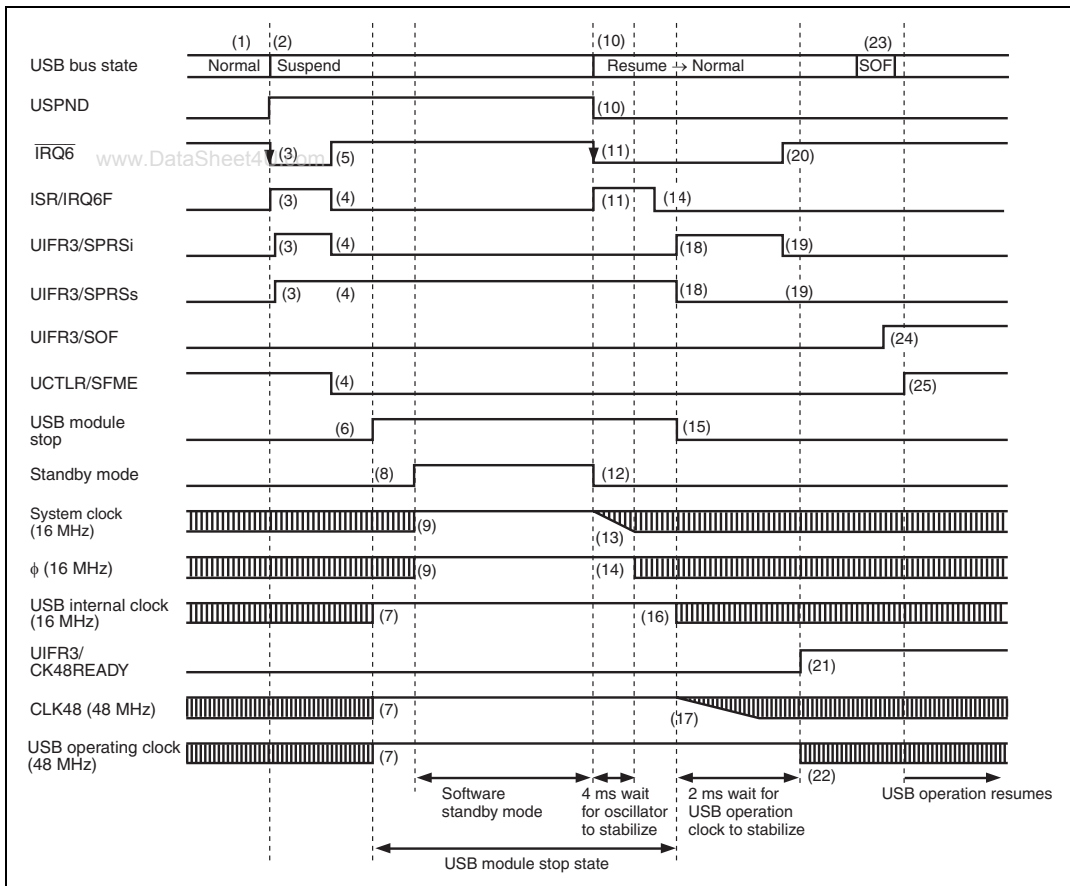 (1) (2) (10) (23)
USB bus state Normal Suspend Resume → Normal SOF
USPND (10)
IRQ6 (3) (5) (11) (20)
www.DataSheet4U.com
ISR/IRQ6F (3) (4) (11) (14)
UIFR3/SPRSi (3) (4) (18) (19)
UIFR3/SPRSs (3) (4) (18) (19)
UIFR3/SOF (24)
UCTLR/SFME (4) (25)
USB module
stop (6) (15)
Standby mode (8) (12)
System clock
(16 MHz) (9) (13)
ϕ (16 MHz) (9) (14)
USB internal clock
(16 MHz) (7) (16)
UIFR3/
CK48READY (21)
CLK48 (48 MHz) (7) (17)
USB operating clock
(48 MHz) (7) (22)
Software
standby mode
4 ms wait
for oscillator
to stabilize
2 ms wait for
USB operation
clock to stabilize
USB operation resumes
USB module stop state